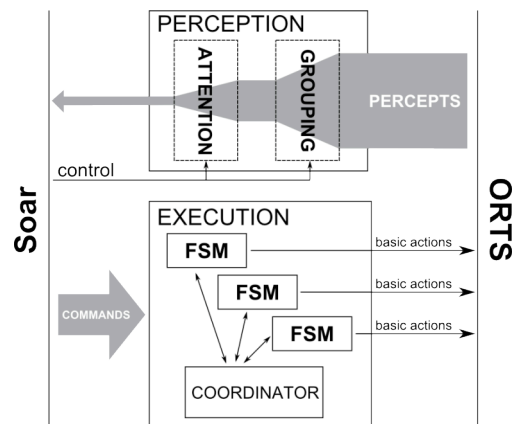 PERCEPTION
ATTENTION
GROUPING
PERCEPTS
control
Soar
ORTS
EXECUTION
FSM
basic actions
FSM
basic actions
FSM
basic actions
COMMANDS
COORDINATOR